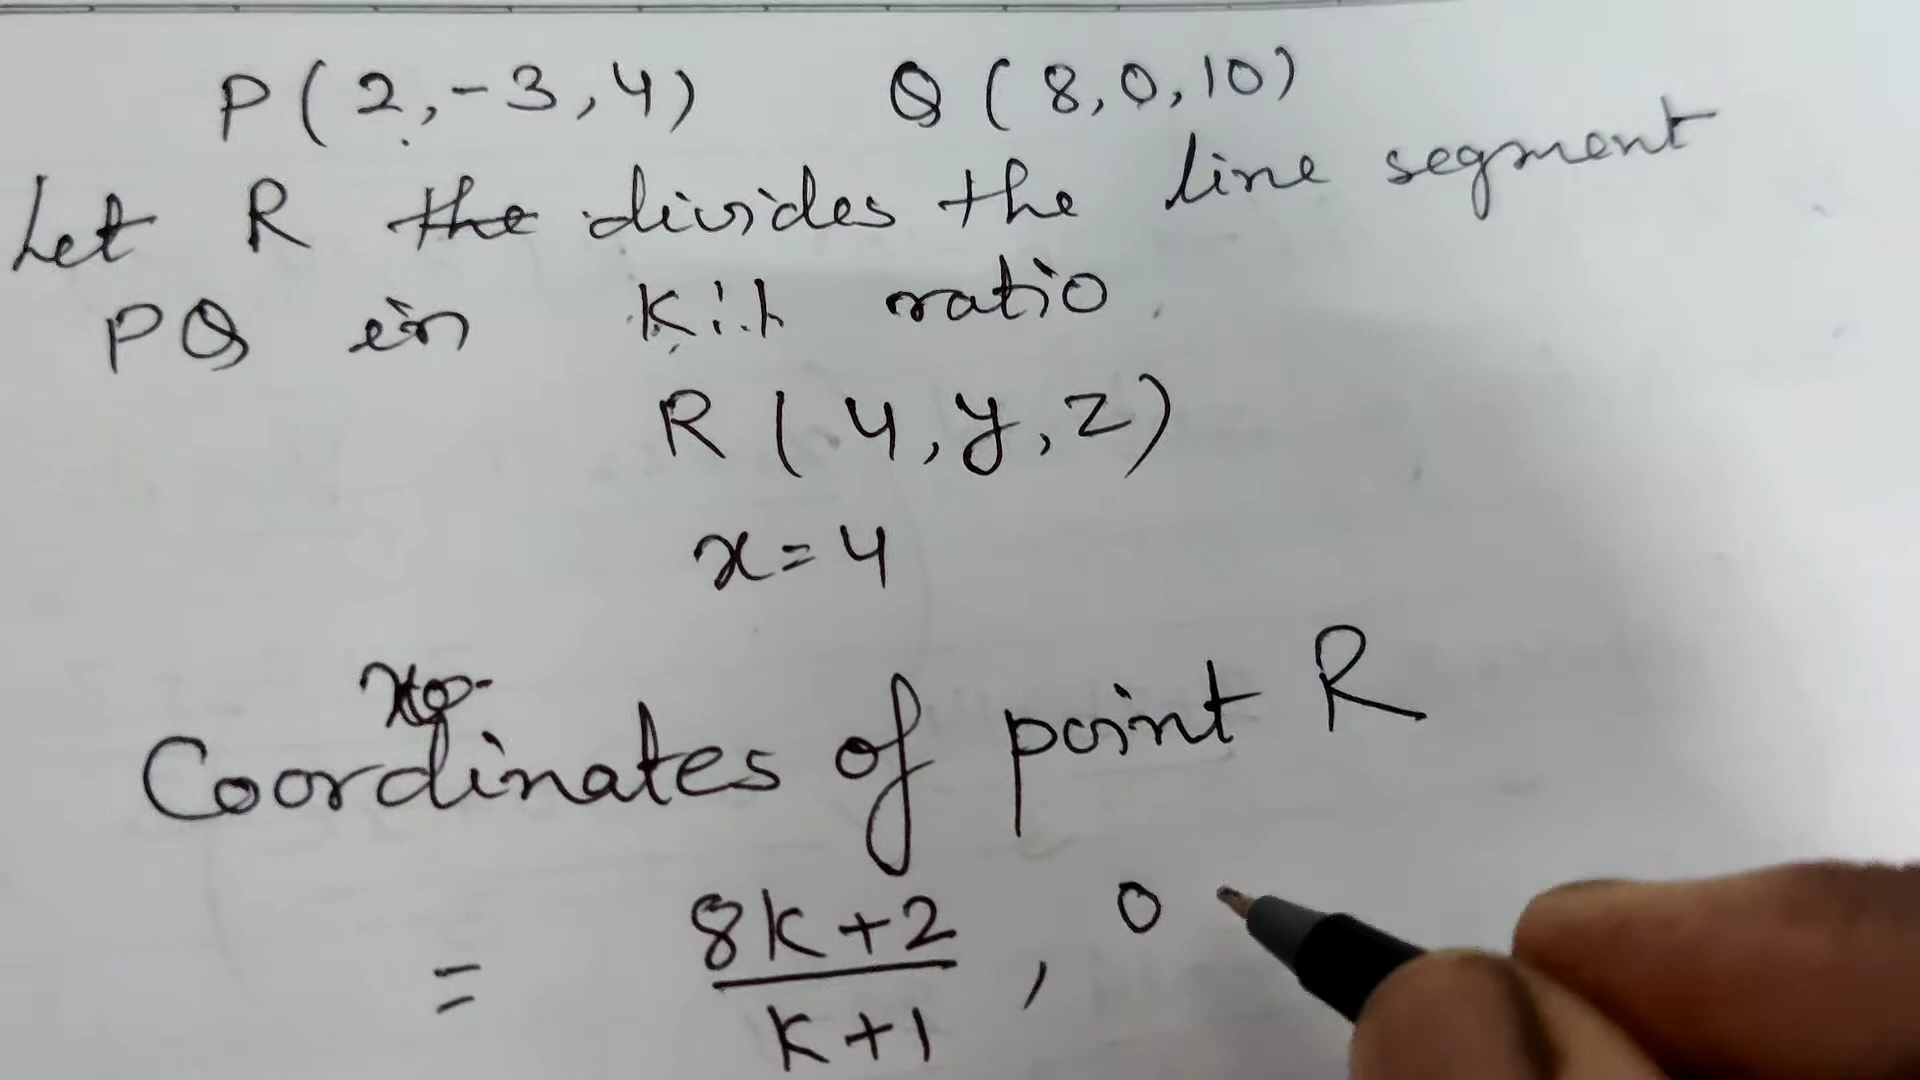 P(2,-3,4) Q(8,0,10)
Let R the divides the line segment
PQ in K:1 ratio
R(4,y,z)
x=4
Coordinates of point R
= \frac{8K+2}{K+1}, 0